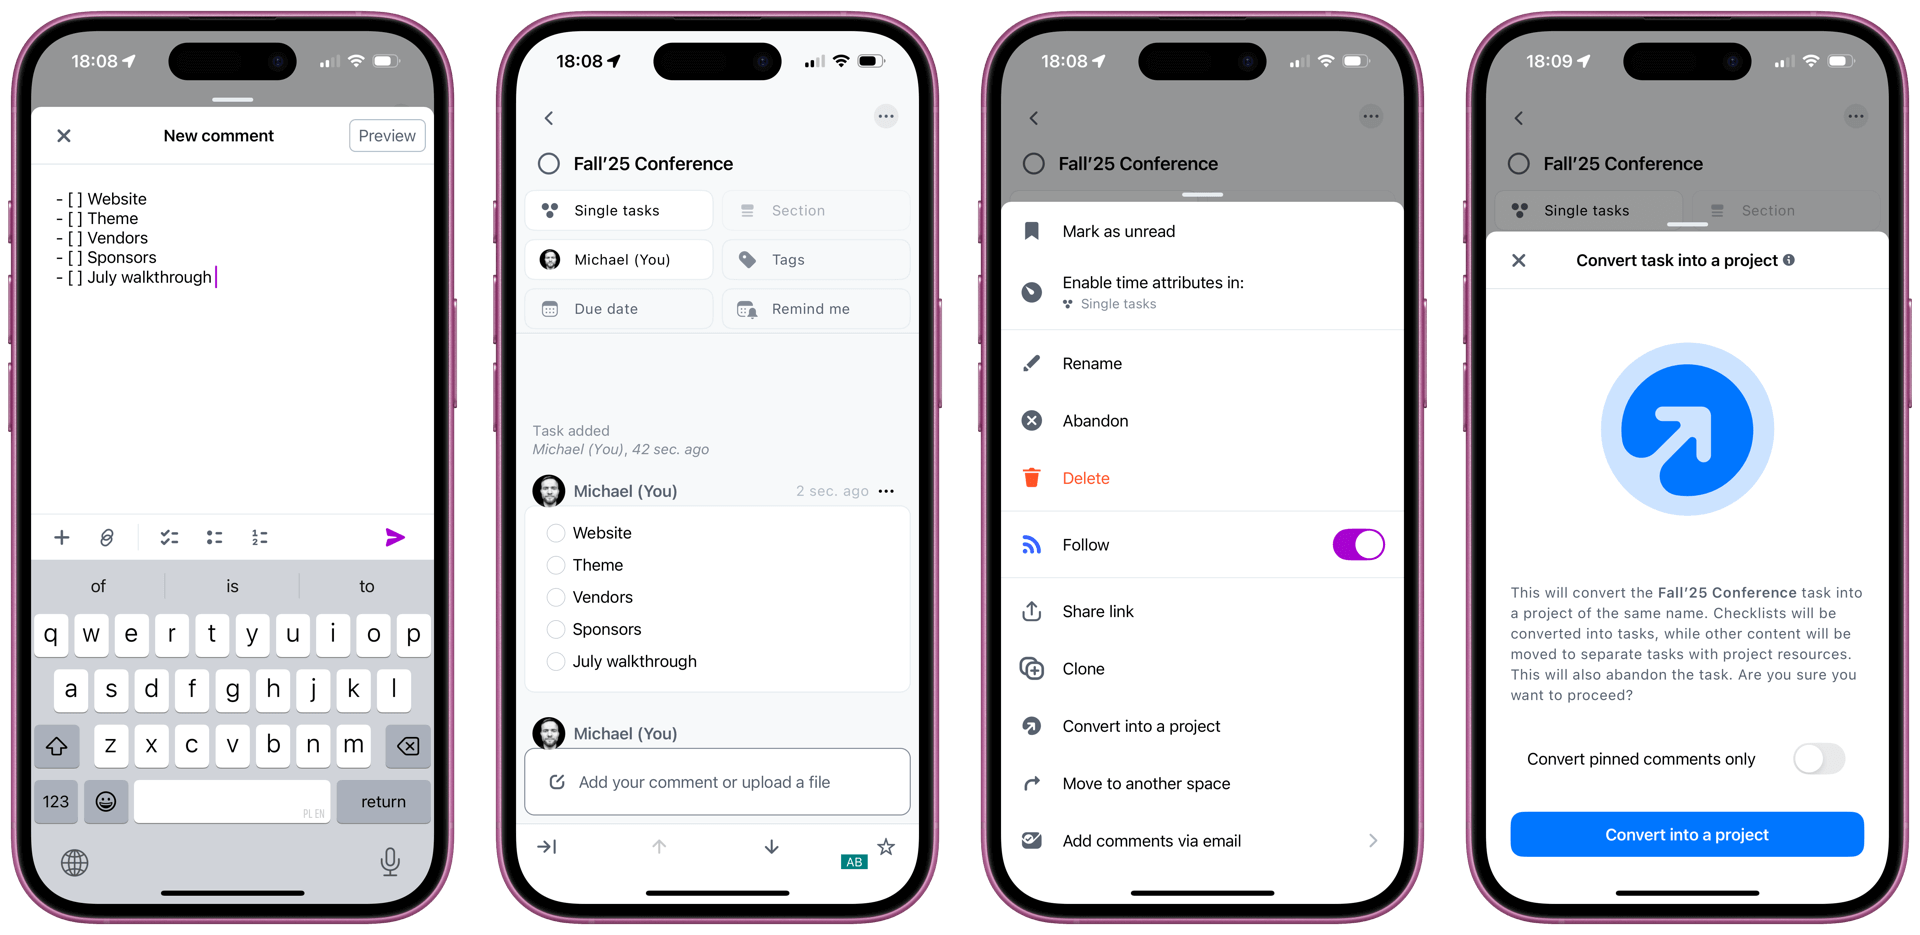 18:08
New comment
Preview
- [ ] Website
- [ ] Theme
- [ ] Vendors
- [ ] Sponsors
- [ ] July walkthrough
of is to
q w e r t y u i o p
a s d f g h j k l
z x c v b n m
123
PL EN
return
18:08
Fall’25 Conference
Single tasks
Section
Michael (You)
Tags
Due date
Remind me
Task added
Michael (You), 42 sec. ago
Michael (You)
2 sec. ago
Website
Theme
Vendors
Sponsors
July walkthrough
Michael (You)
Add your comment or upload a file
AB
18:08
Fall’25 Conference
Mark as unread
Enable time attributes in:
Single tasks
Rename
Abandon
Delete
Follow
Share link
Clone
Convert into a project
Move to another space
Add comments via email
18:09
Fall’25 Conference
Single tasks
Section
Convert task into a project
This will convert the Fall’25 Conference task into
a project of the same name. Checklists will be
converted into tasks, while other content will be
moved to separate tasks with project resources.
This will also abandon the task. Are you sure you
want to proceed?
Convert pinned comments only
Convert into a project